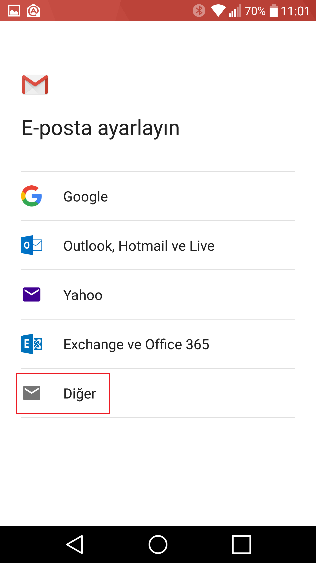 70% 11:01
E-posta ayarlayın
Google
Outlook, Hotmail ve Live
Yahoo
Exchange ve Office 365
Diğer